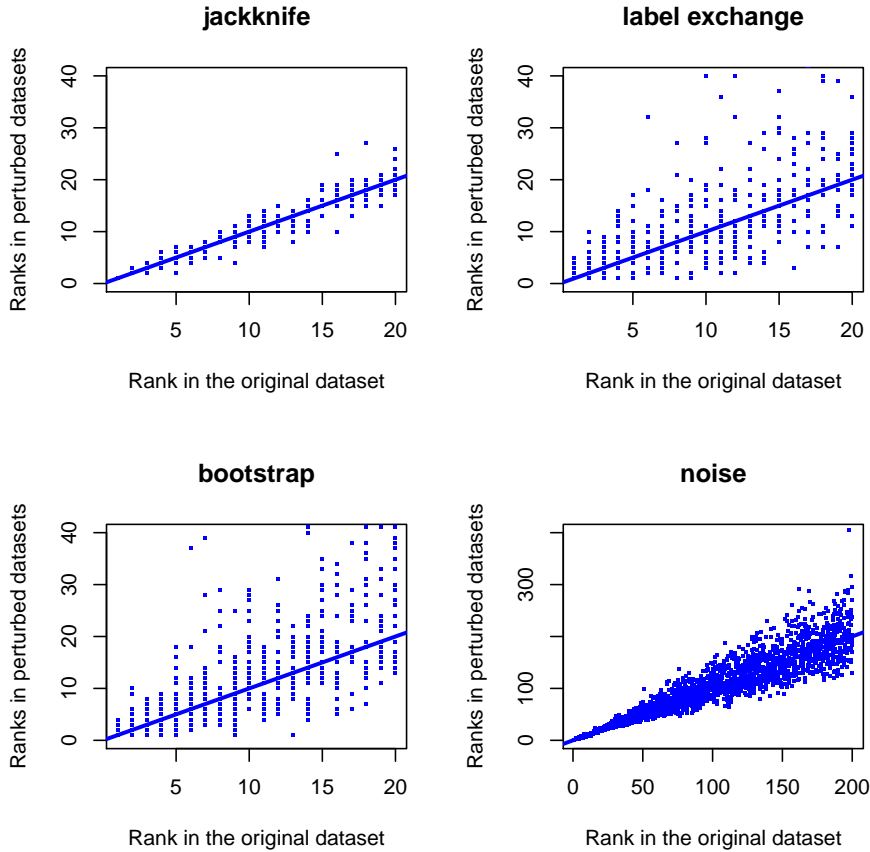 jackknife
Ranks in perturbed datasets
40
30
20
10
0
5
10
15
20
Rank in the original dataset
label exchange
Ranks in perturbed datasets
40
30
20
10
0
5
10
15
20
Rank in the original dataset
bootstrap
Ranks in perturbed datasets
40
30
20
10
0
5
10
15
20
Rank in the original dataset
noise
Ranks in perturbed datasets
300
100
0
0
50
100
150
200
Rank in the original dataset